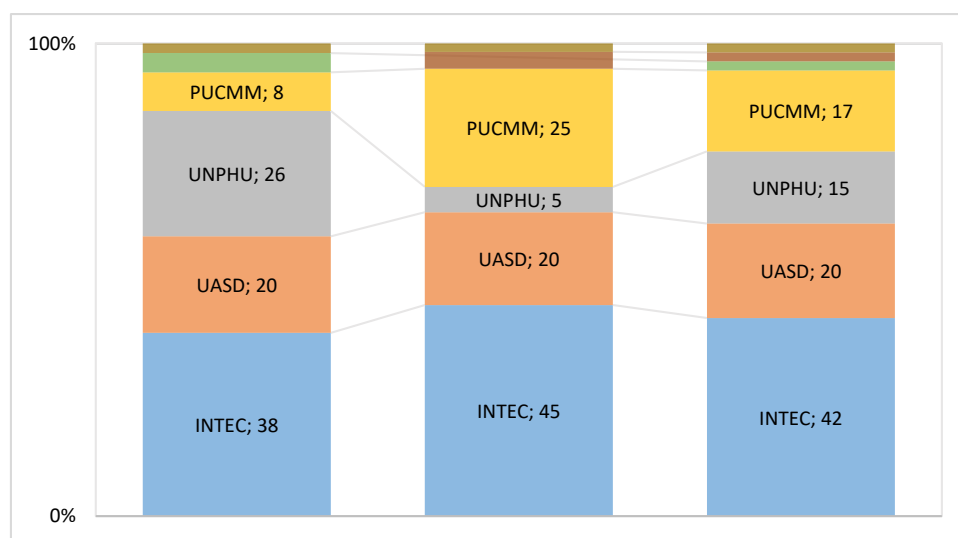 100%
PUCMM; 8
PUCMM; 25
PUCMM; 17
UNPHU; 26
UNPHU; 5
UNPHU; 15
UASD; 20
UASD; 20
UASD; 20
INTEC; 38
INTEC; 45
INTEC; 42
0%